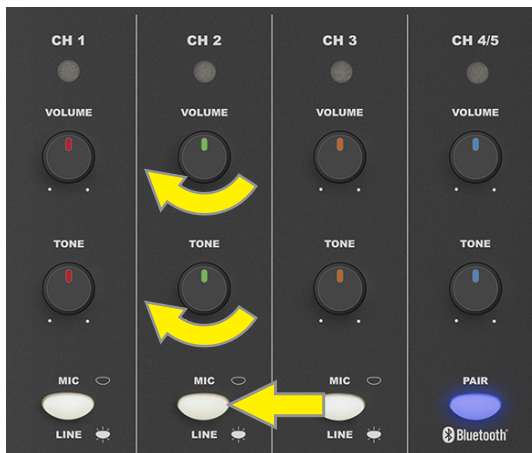 CH 1 CH 2 CH 3 CH 4/5
VOLUME VOLUME VOLUME VOLUME
TONE TONE TONE TONE
MIC MIC MIC PAIR
LINE LINE LINE Bluetooth®